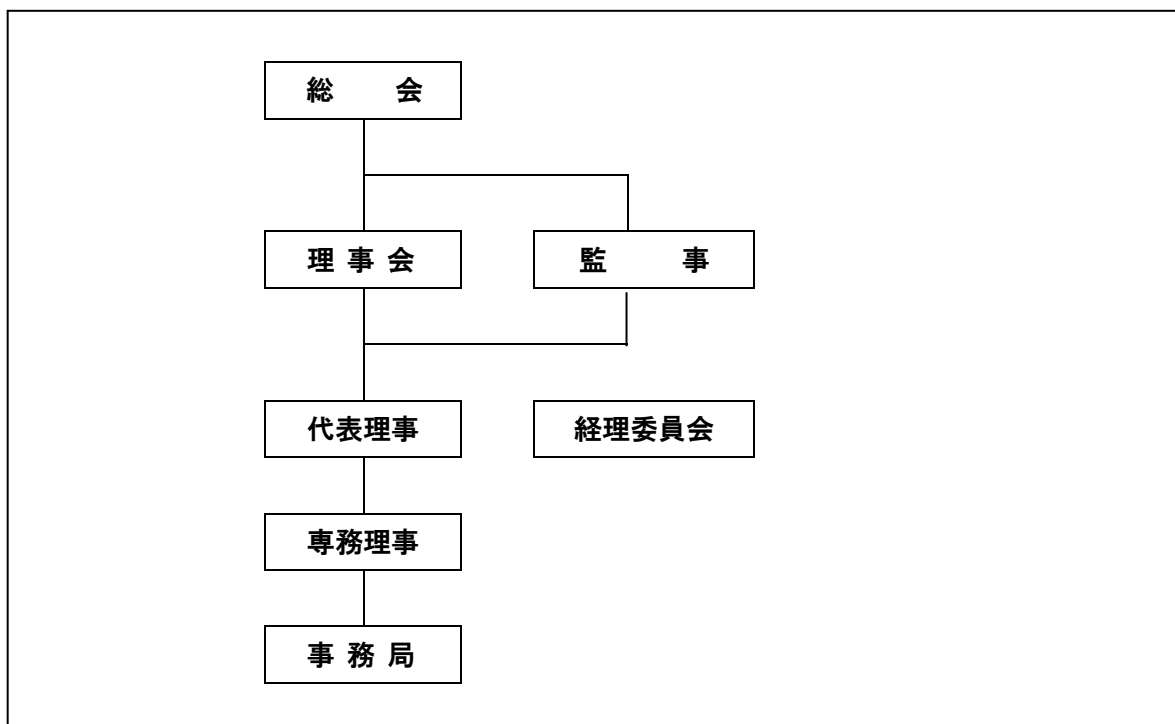 総　　会
理 事 会
監　　事
代表理事
経理委員会
専務理事
事 務 局